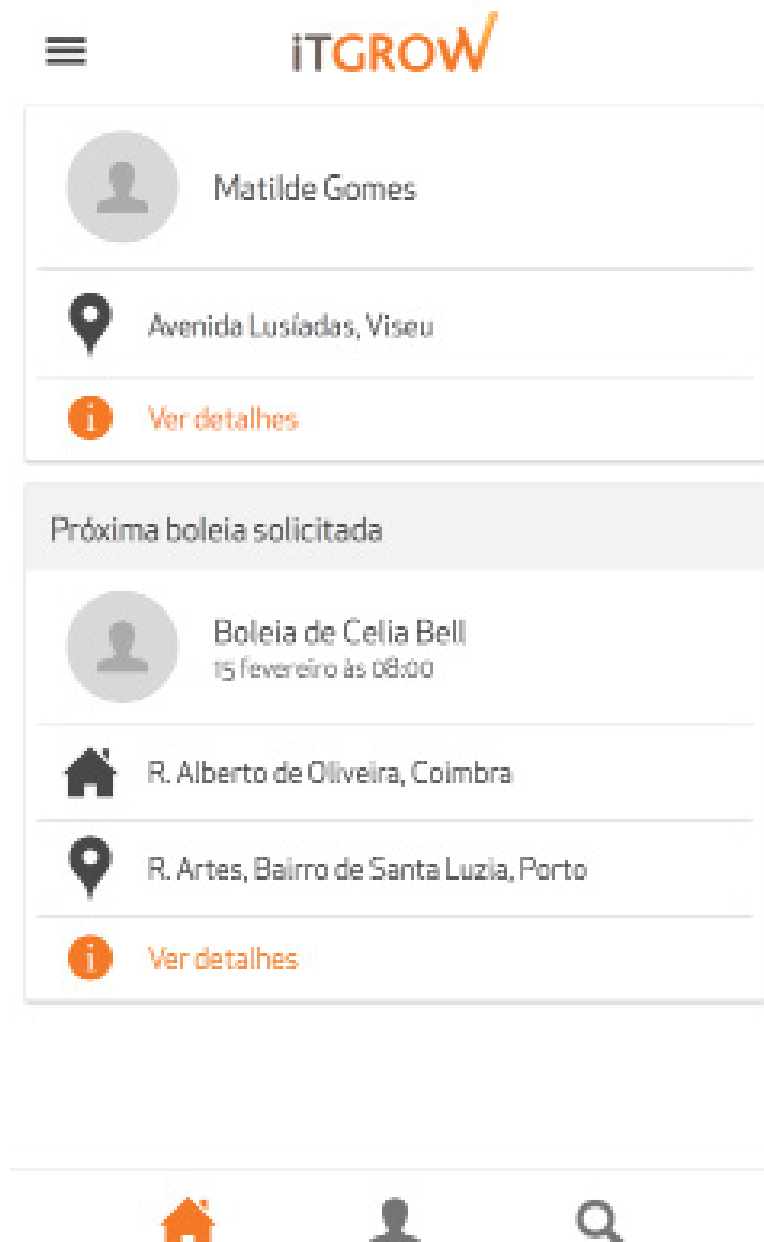 iTGROW
Matilde Gomes
Avenida Lusíadas, Viseu
Ver detalhes
Próxima boleia solicitada
Boleia de Celia Bell
15 fevereiro às 08:00
R. Alberto de Oliveira, Coimbra
R. Artes, Bairro de Santa Luzia, Porto
Ver detalhes